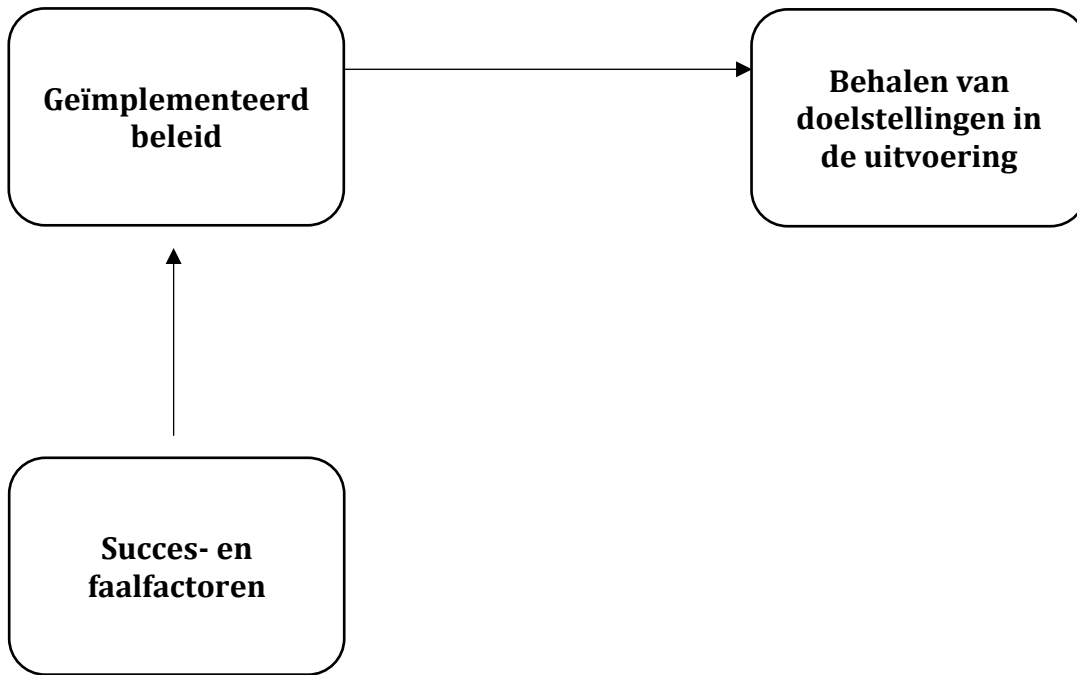 Geïmplementeerd
beleid
Behalen van
doelstellingen in
de uitvoering
Succes- en
faalfactoren